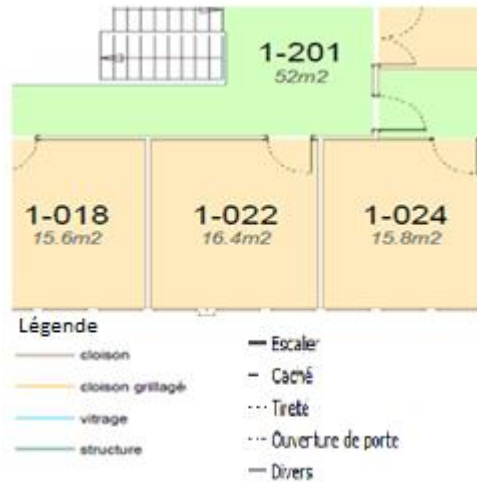 1-201
52m2
1-018
15.6m2
1-022
16.4m2
1-024
15.8m2
Légende
cloison
cloison grillagé
vitrage
structure
Escalier
Caché
Tireté
Ouverture de porte
Divers